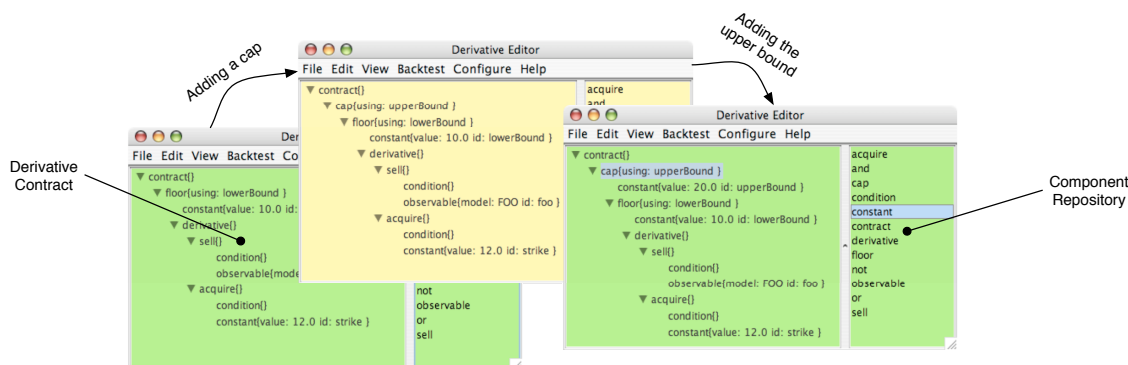 Adding a cap
Adding the
upper bound
Derivative
Contract
Component
Repository
De
File Edit View Backtest Co
contract{}
floor{using: lowerBound }
constant{value: 10.0 id:
derivative{}
sell{}
condition{}
observable{mode
acquire{}
condition{}
constant{value: 12.0 id: strike }
not
observable
or
sell
Derivative Editor
File Edit View Backtest Configure Help
contract{}
cap{using: upperBound }
floor{using: lowerBound }
constant{value: 10.0 id: lowerBound }
derivative{}
sell{}
condition{}
observable{model: FOO id: foo }
acquire{}
condition{}
constant{value: 12.0 id: strike }
acquire
and
Derivative Editor
File Edit View Backtest Configure Help
contract{}
cap{using: upperBound }
constant{value: 20.0 id: upperBound }
floor{using: lowerBound }
constant{value: 10.0 id: lowerBound }
derivative{}
sell{}
condition{}
observable{model: FOO id: foo }
acquire{}
condition{}
constant{value: 12.0 id: strike }
acquire
and
cap
condition
constant
contract
derivative
floor
not
observable
or
sell